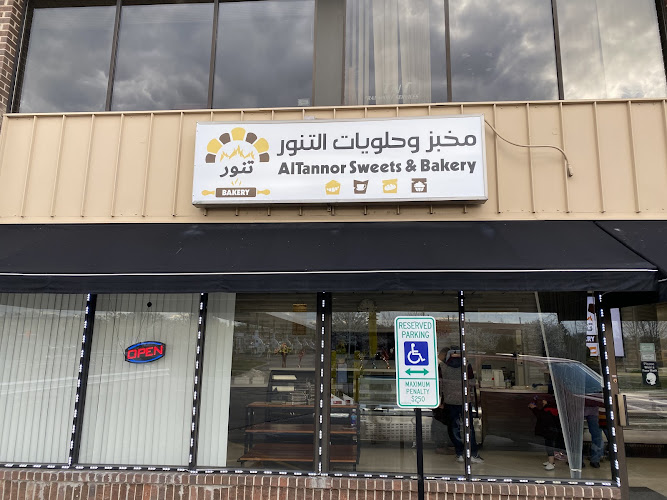 مخبز وحلويات التنور
AlTannor Sweets & Bakery
تنور
BAKERY
OPEN
RESERVED
PARKING
MAXIMUM
PENALTY
$250